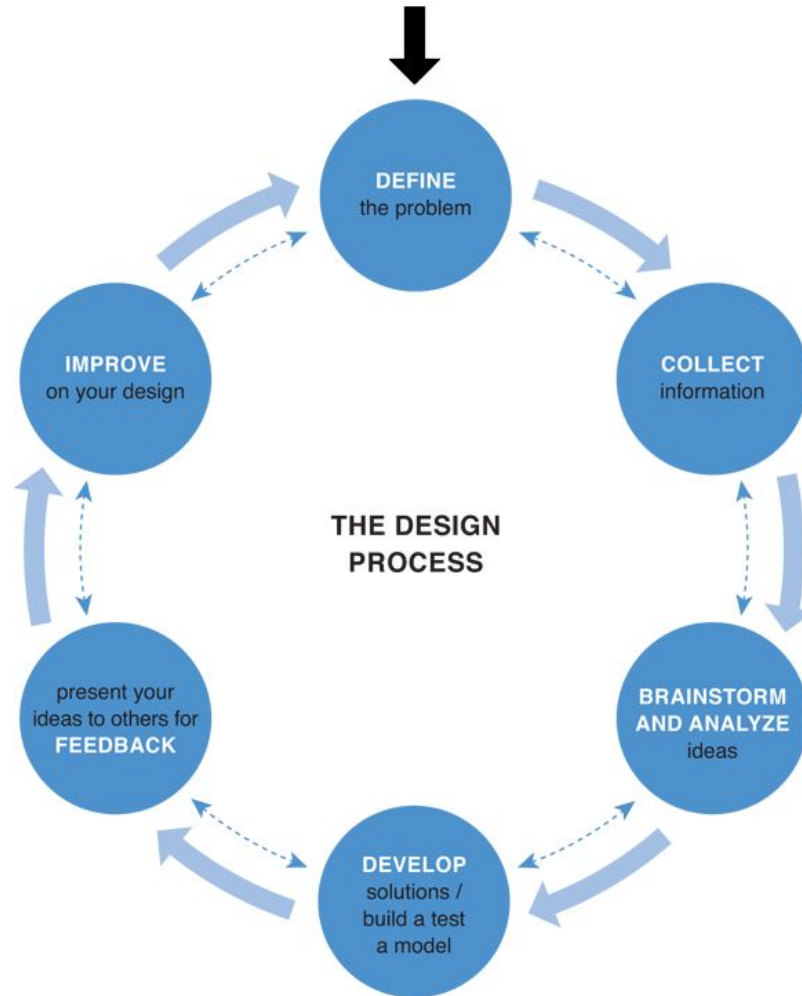 DEFINE
the problem
COLLECT
information
BRAINSTORM
AND ANALYZE
ideas
DEVELOP
solutions /
build a test
a model
present your
ideas to others for
FEEDBACK
IMPROVE
on your design
THE DESIGN
PROCESS